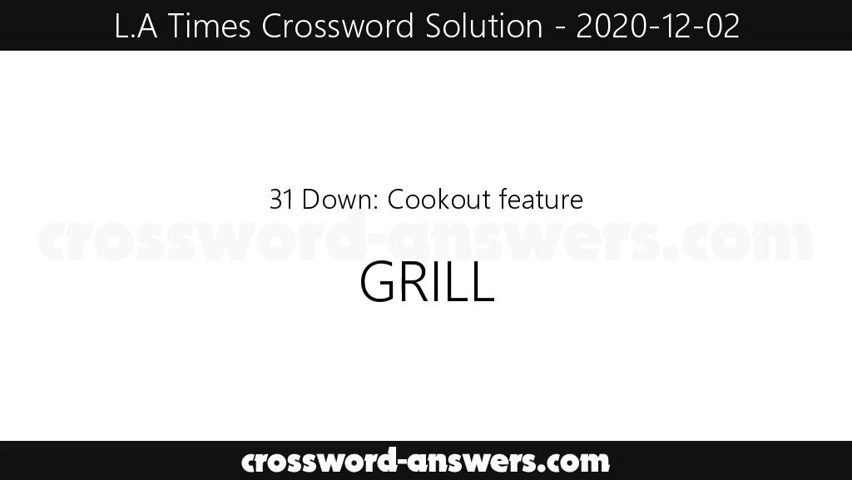 L.A Times Crossword Solution - 2020-12-02
31 Down: Cookout feature
crossword-answers.com
GRILL
crossword-answers.com